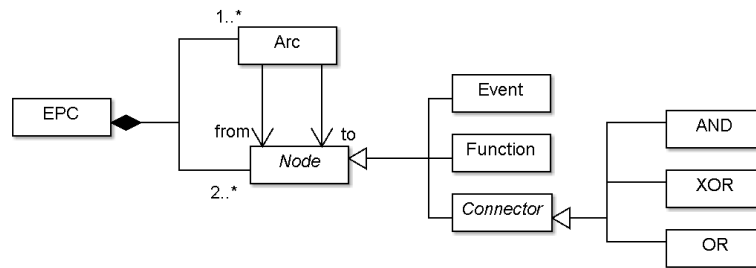 1..*
Arc
EPC
from
to
Node
2..*
Event
Function
Connector
AND
XOR
OR